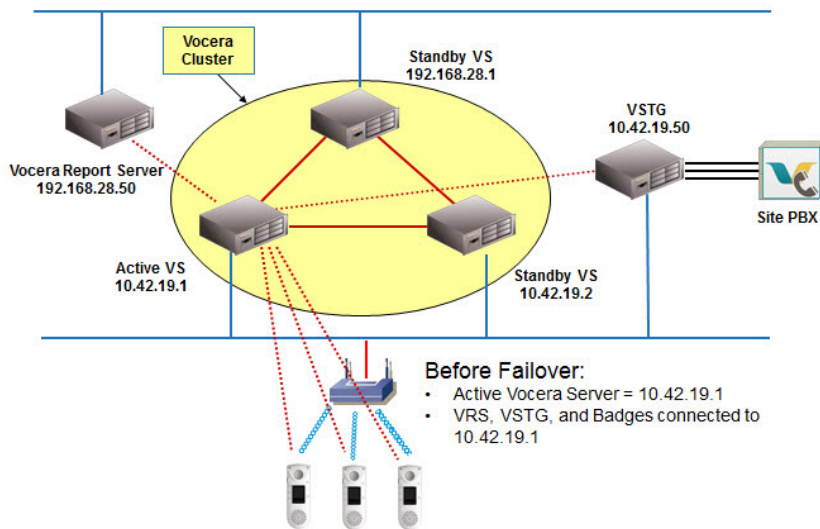 Vocera
Cluster
Standby VS
192.168.28.1
VSTG
10.42.19.50
Vocera Report Server
192.168.28.50
Site PBX
Active VS
10.42.19.1
Standby VS
10.42.19.2
Before Failover:
• Active Vocera Server = 10.42.19.1
• VRS, VSTG, and Badges connected to
10.42.19.1